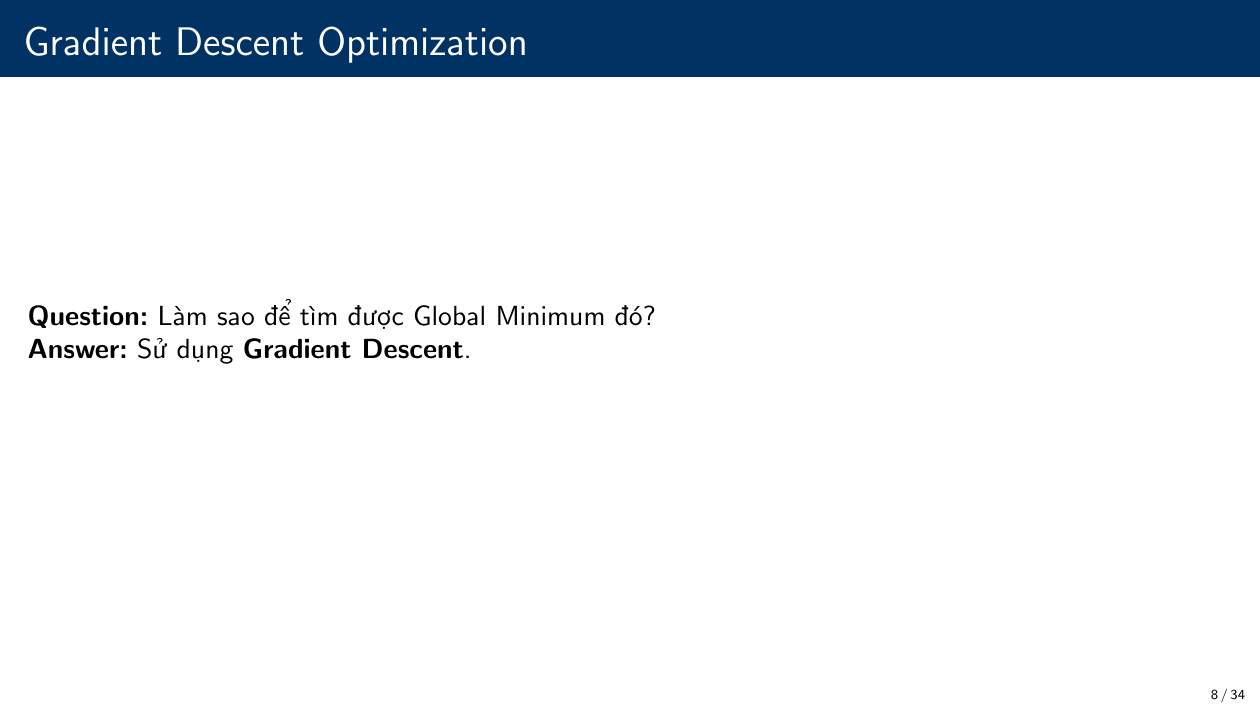 Gradient Descent Optimization
Question: Làm sao để tìm được Global Minimum đó?
Answer: Sử dụng Gradient Descent.
8 / 34